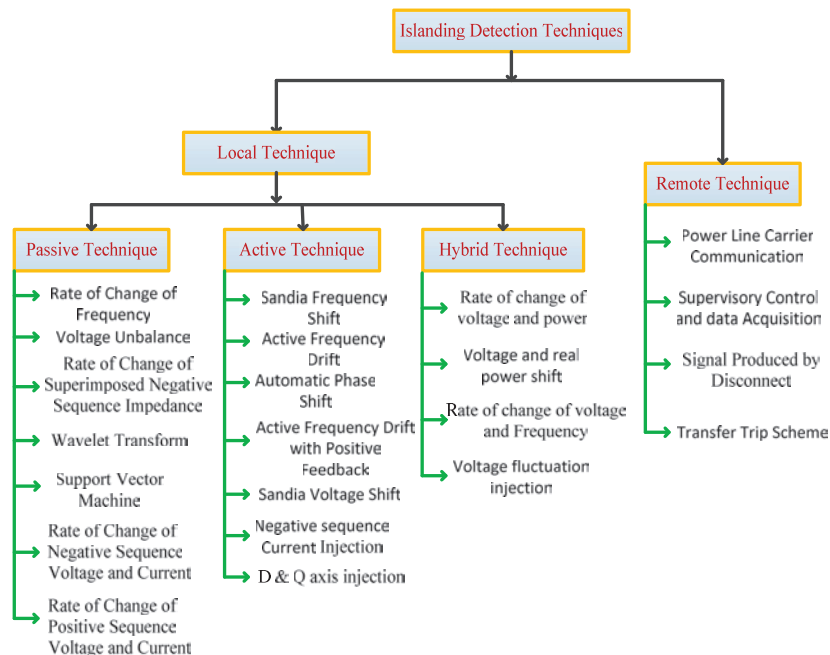 Islanding Detection Techniques
Local Technique
Remote Technique
Passive Technique
Active Technique
Hybrid Technique
Rate of Change of
Frequency
Voltage Unbalance
Rate of Change of
Superimposed Negative
Sequence Impedance
Wavelet Transform
Support Vector
Machine
Rate of Change of
Negative Sequence
Voltage and Current
Rate of Change of
Positive Sequence
Voltage and Current
Sandia Frequency
Shift
Active Frequency
Drift
Automatic Phase
Shift
Active Frequency Drift
with Positive
Feedback
Sandia Voltage Shift
Negative sequence
Current Injection
D & Q axis injection
Rate of change of
voltage and power
Voltage and real
power shift
Rate of change of voltage
and Frequency
Voltage fluctuation
injection
Power Line Carrier
Communication
Supervisory Control
and data Acquisition
Signal Produced by
Disconnect
Transfer Trip Scheme